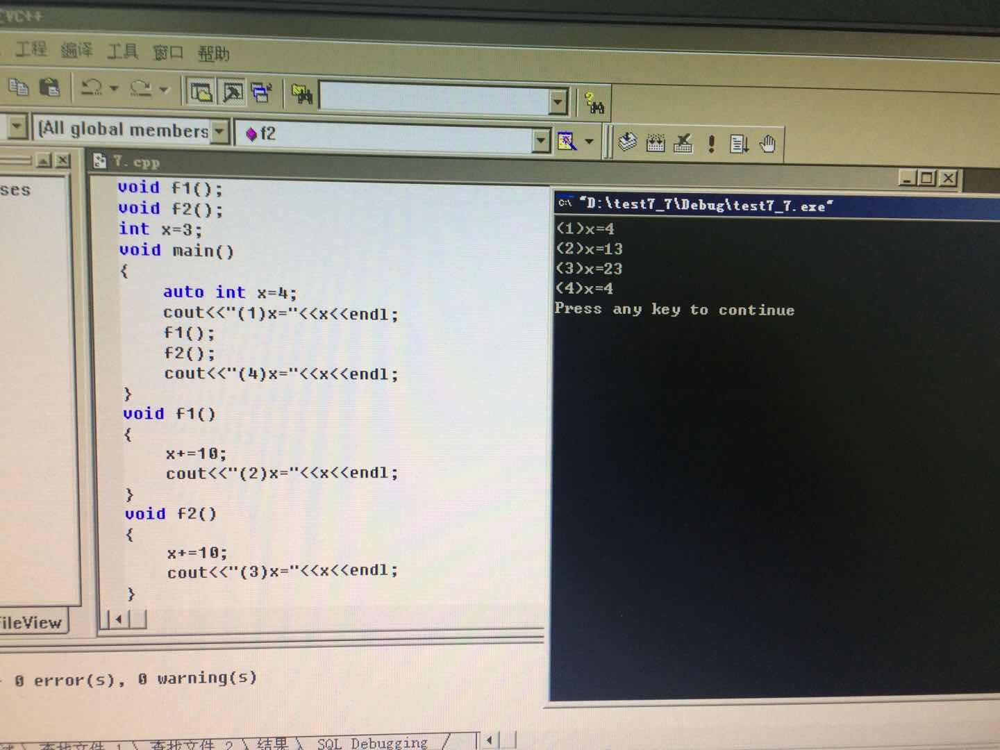 VC++
工程 编译 工具 窗口 帮助
(All global members
f2
7.cpp
ses
void f1();
void f2();
int x=3;
void main()
{
auto int x=4;
cout<<"(1)x="<<x<<endl;
f1();
f2();
cout<<"(4)x="<<x<<endl;
}
void f1()
{
x+=10;
cout<<"(2)x="<<x<<endl;
}
void f2()
{
x+=10;
cout<<"(3)x="<<x<<endl;
}
"D:\test7_7\Debug\test7_7.exe"
(1)x=4
(2)x=13
(3)x=23
(4)x=4
Press any key to continue
FileView
- 0 error(s), 0 warning(s)
查找文件 1 \ 查找文件 2 \ 结果 \ SQL Debugging /